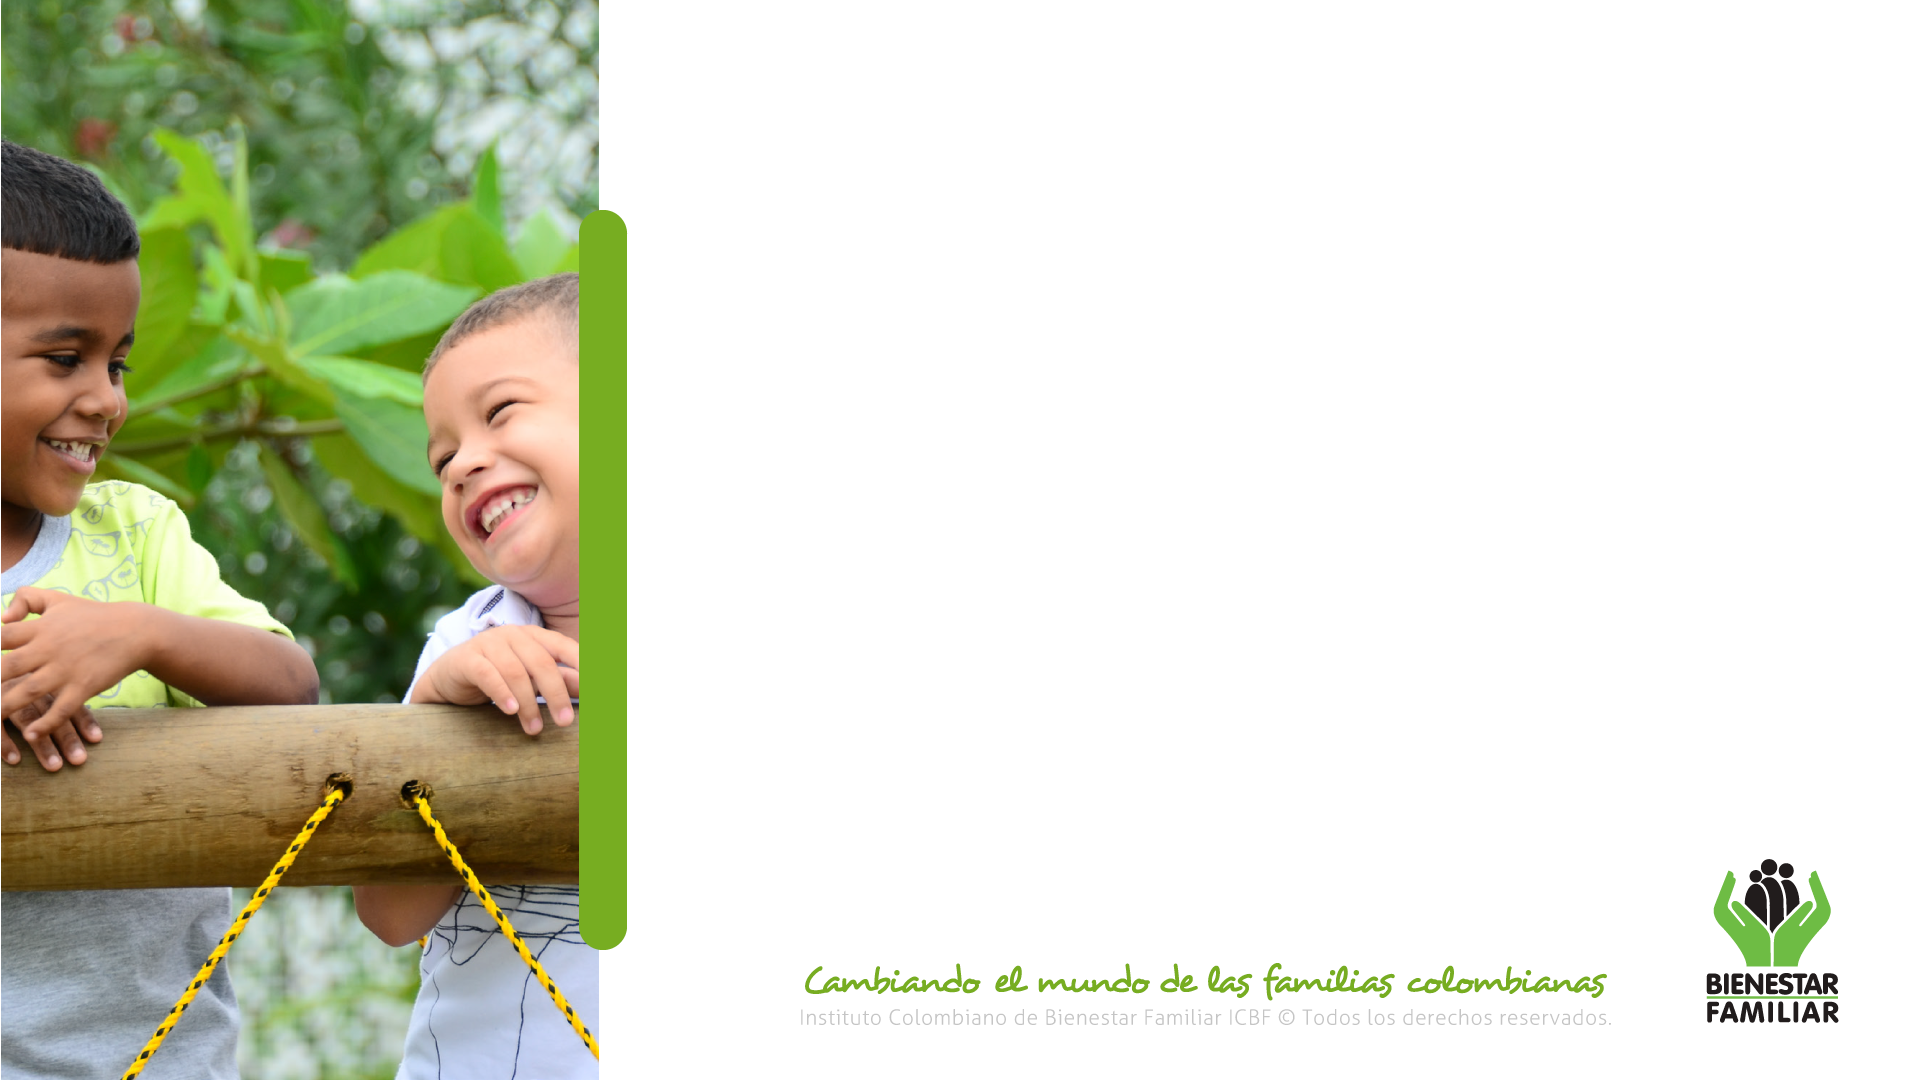 Cambiando el mundo de las familias colombianas
Instituto Colombiano de Bienestar Familiar ICBF © Todos los derechos reservados.
BIENESTAR
FAMILIAR